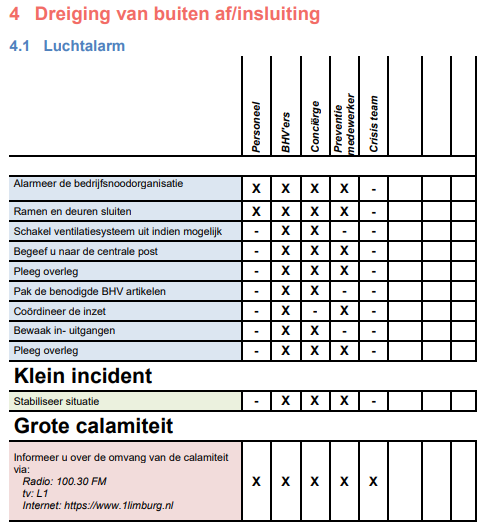 4 Dreiging van buiten af/insluiting
4.1 Luchtalarm
Personeel
BHV'ers
Conciërge
Preventie
medewerker
Crisis team
Alarmeer de bedrijfsnoodorganisatie X X X X -
Ramen en deuren sluiten X X X X -
Schakel ventilatiesysteem uit indien mogelijk - X X - -
Begeef u naar de centrale post - X X X -
Pleeg overleg - X X X -
Pak de benodigde BHV artikelen - X X - -
Coördineer de inzet - X - X -
Bewaak in- uitgangen - X X - -
Pleeg overleg - X X X -
Klein incident
Stabiliseer situatie - X X X -
Grote calamiteit
Informeer u over de omvang van de calamiteit
via:
Radio: 100.30 FM
tv: L1
Internet: https://www.1limburg.nl
X X X X X